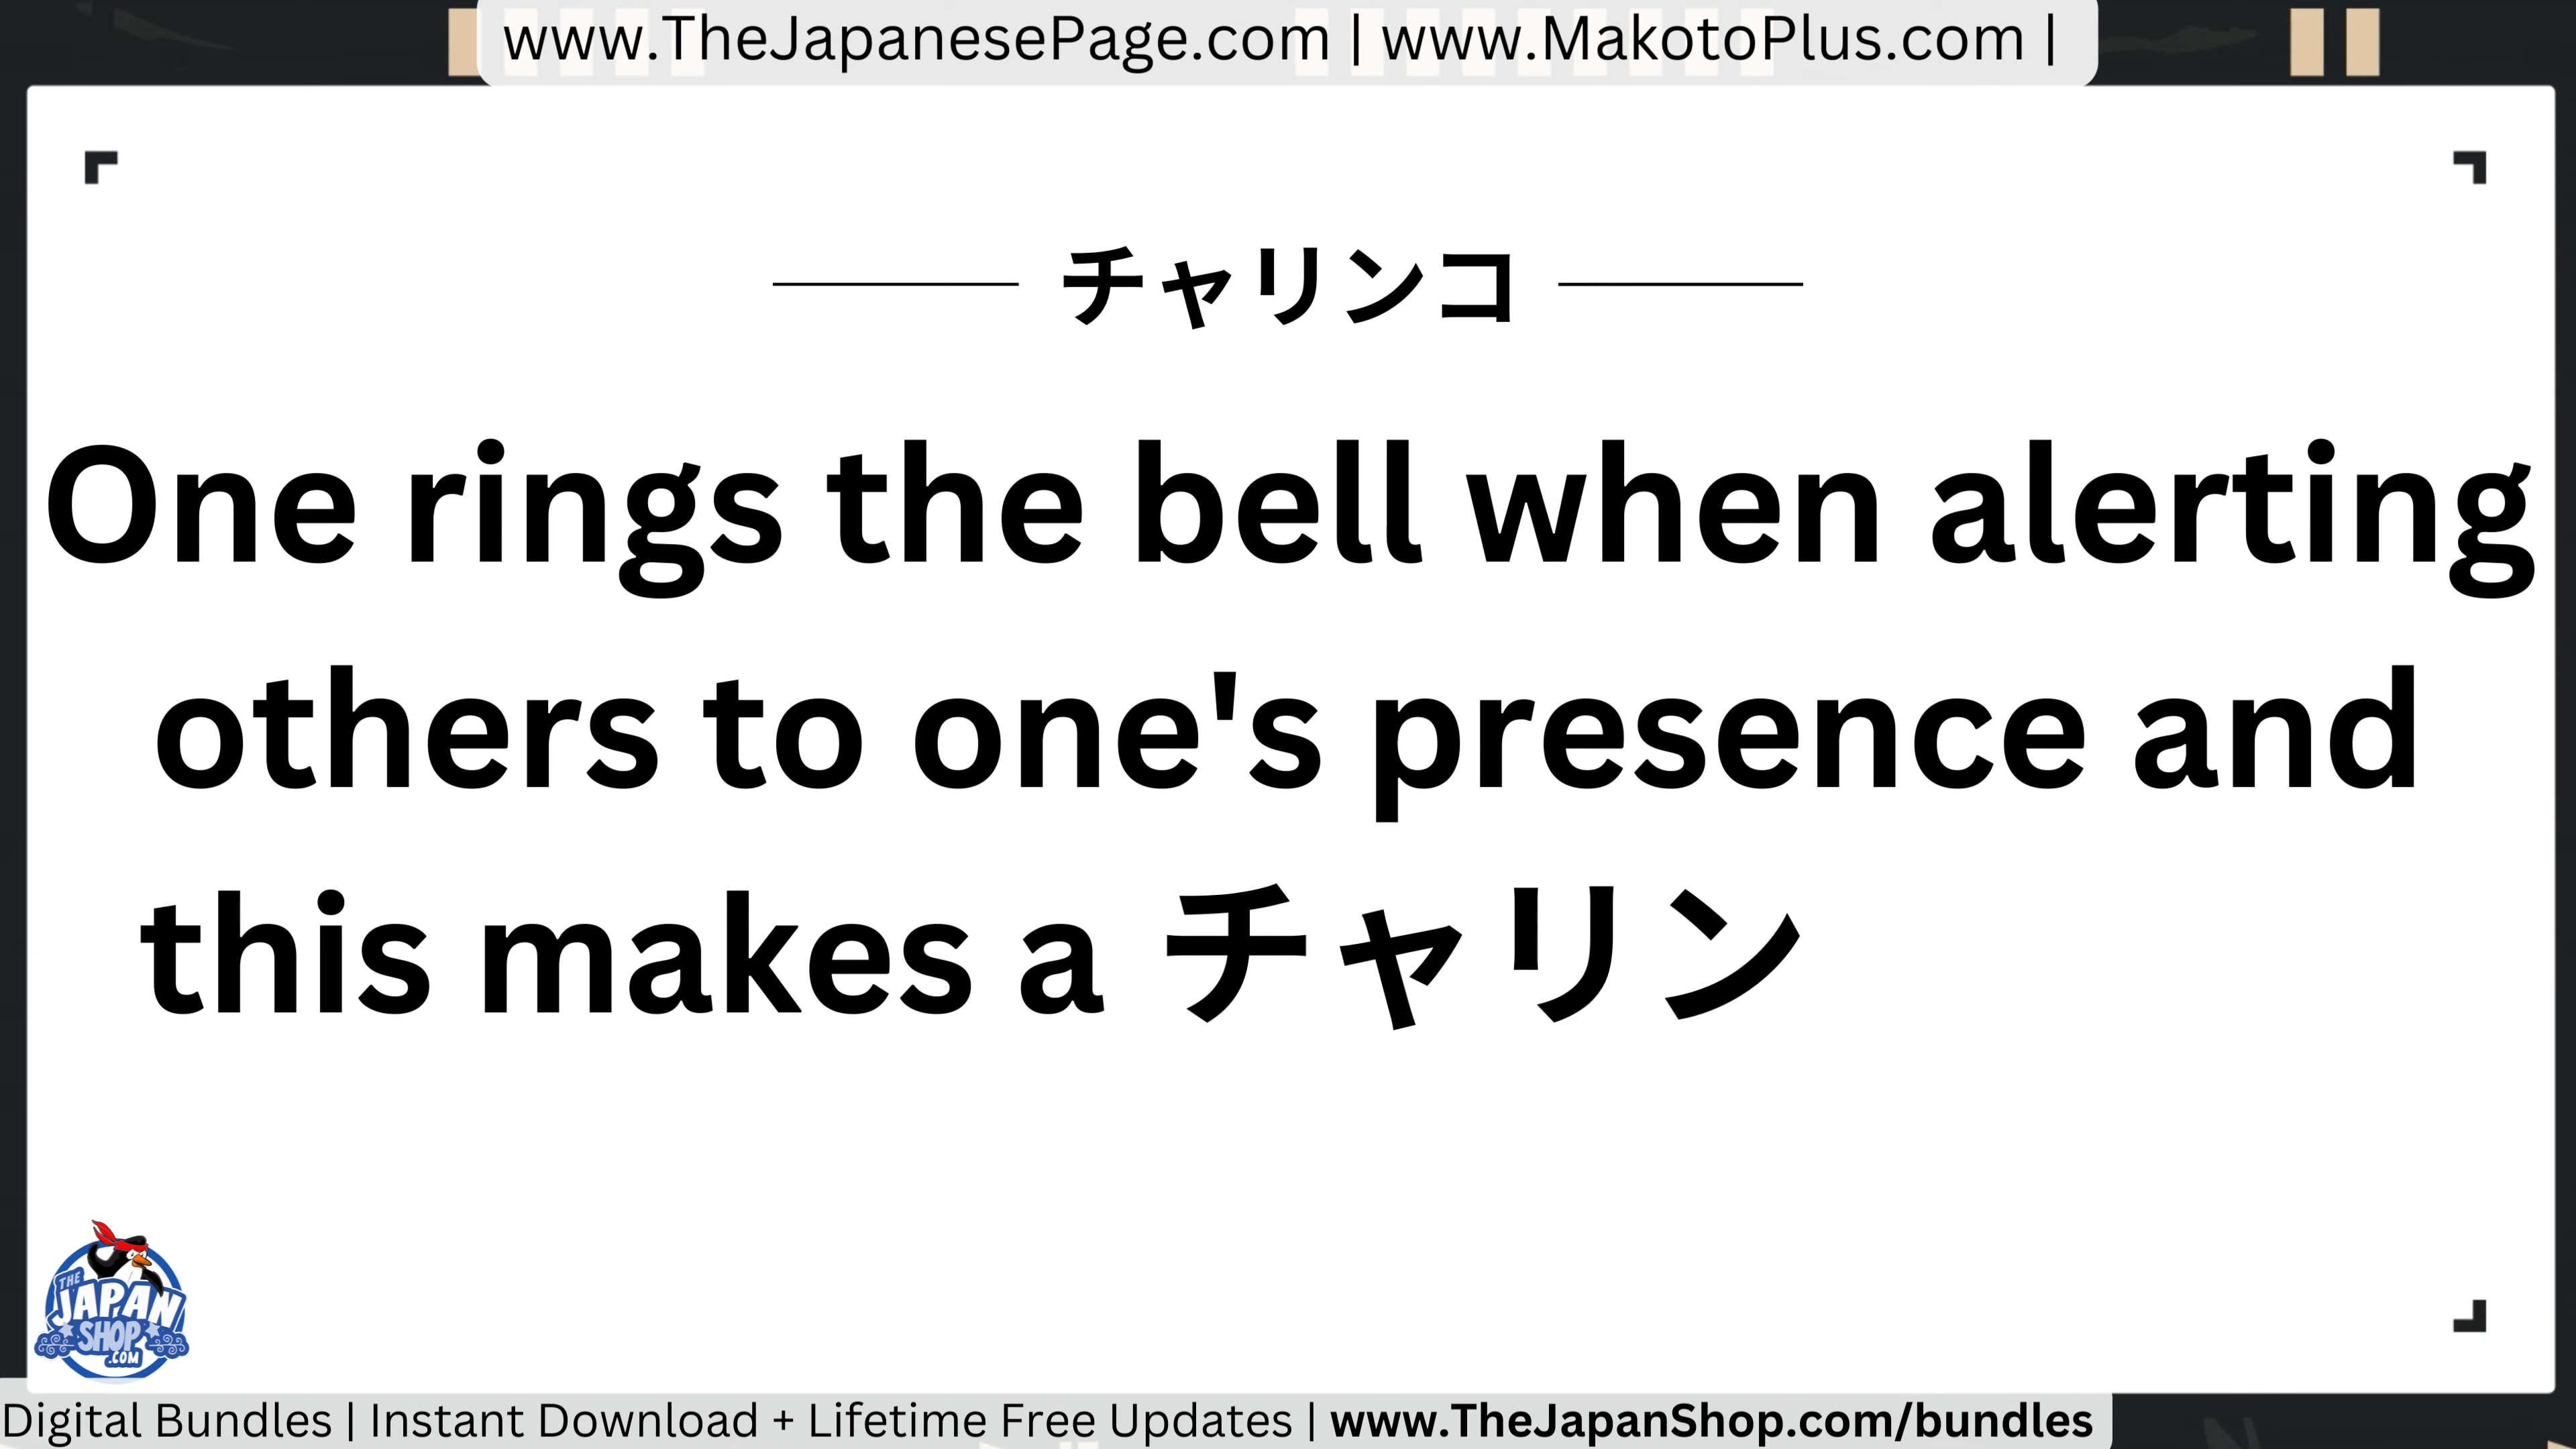 www.TheJapanesePage.com | www.MakotoPlus.com |
チャリンコ
One rings the bell when alerting
others to one's presence and
this makes a チャリン
THE
JAPAN
SHOP
.COM
Digital Bundles | Instant Download + Lifetime Free Updates | www.TheJapanShop.com/bundles